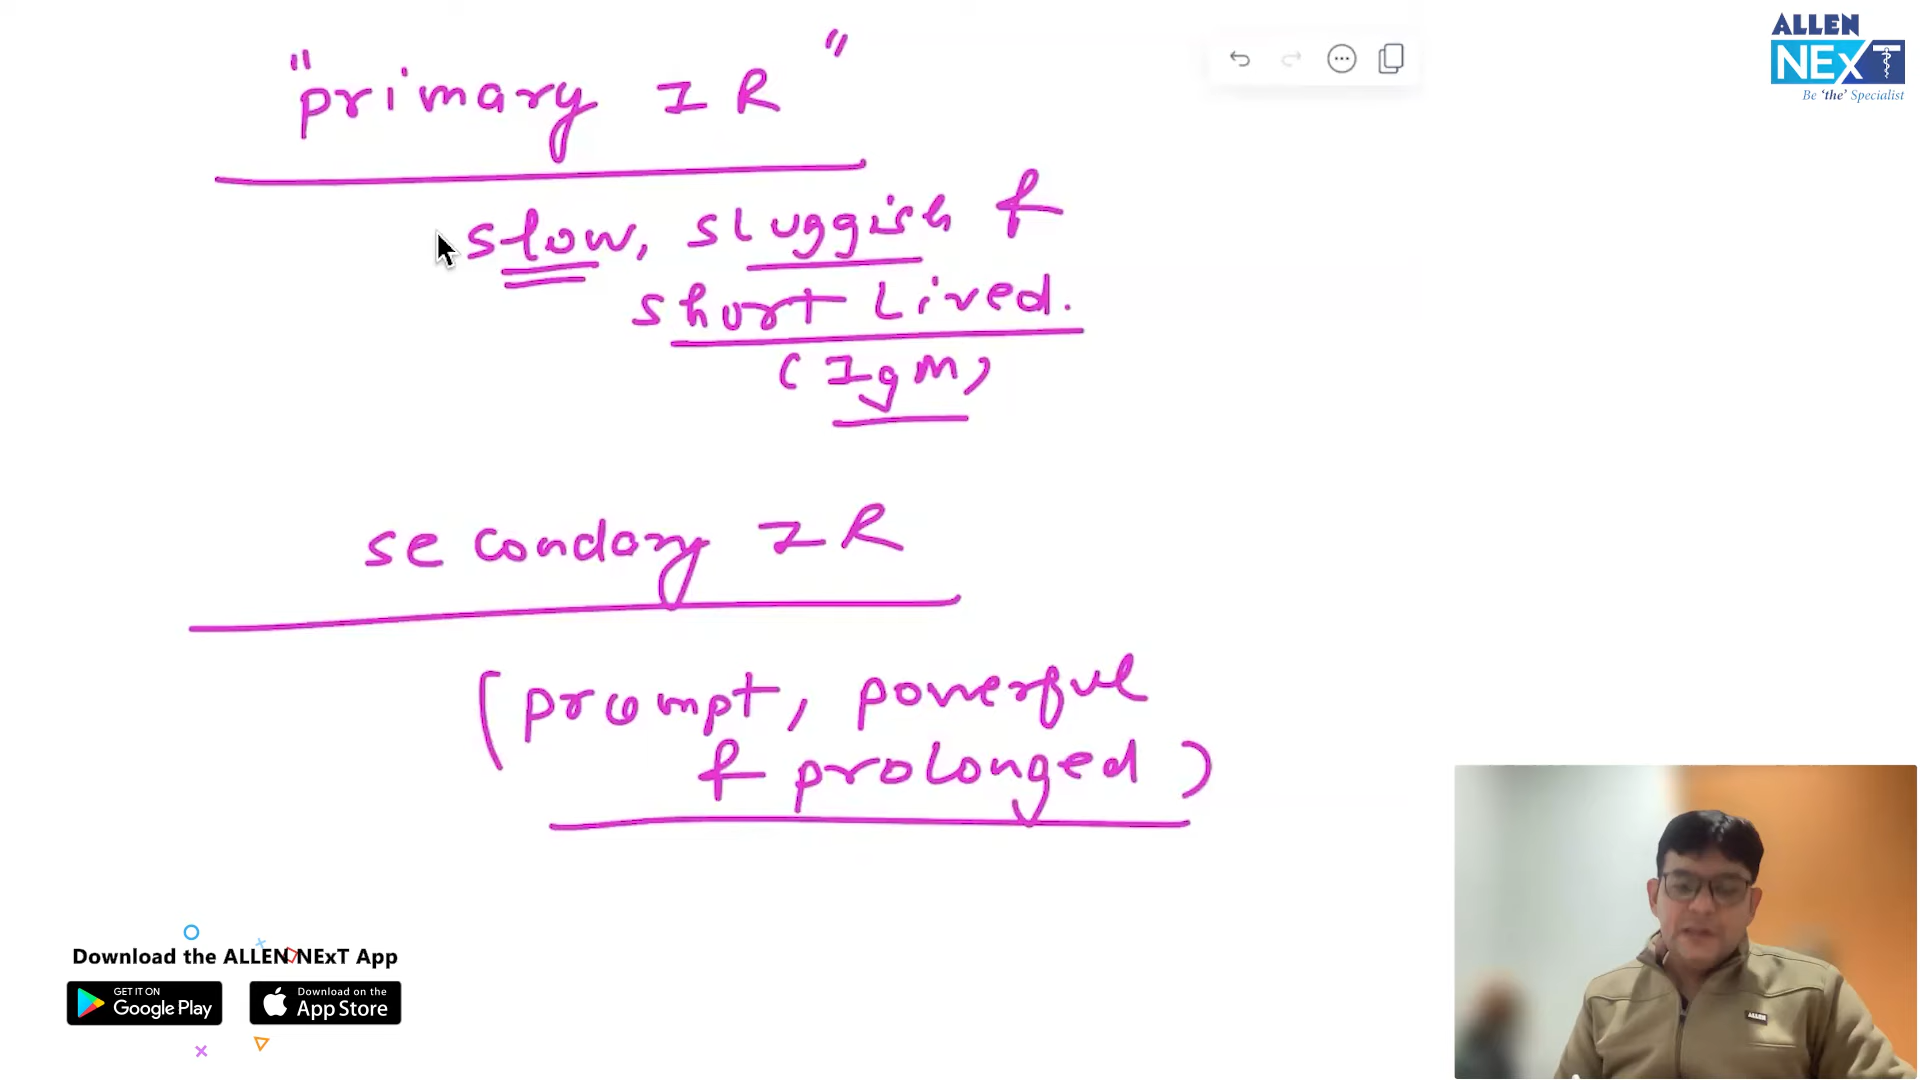 ALLEN
NExT
Be 'the' Specialist
"primary IR"
slow, sluggish &
short Lived.
(IgM)
secondary IR
(prompt, powerful
& prolonged)
Download the ALLEN NExT App
GET IT ON
Google Play
Download on the
App Store
ALLEN